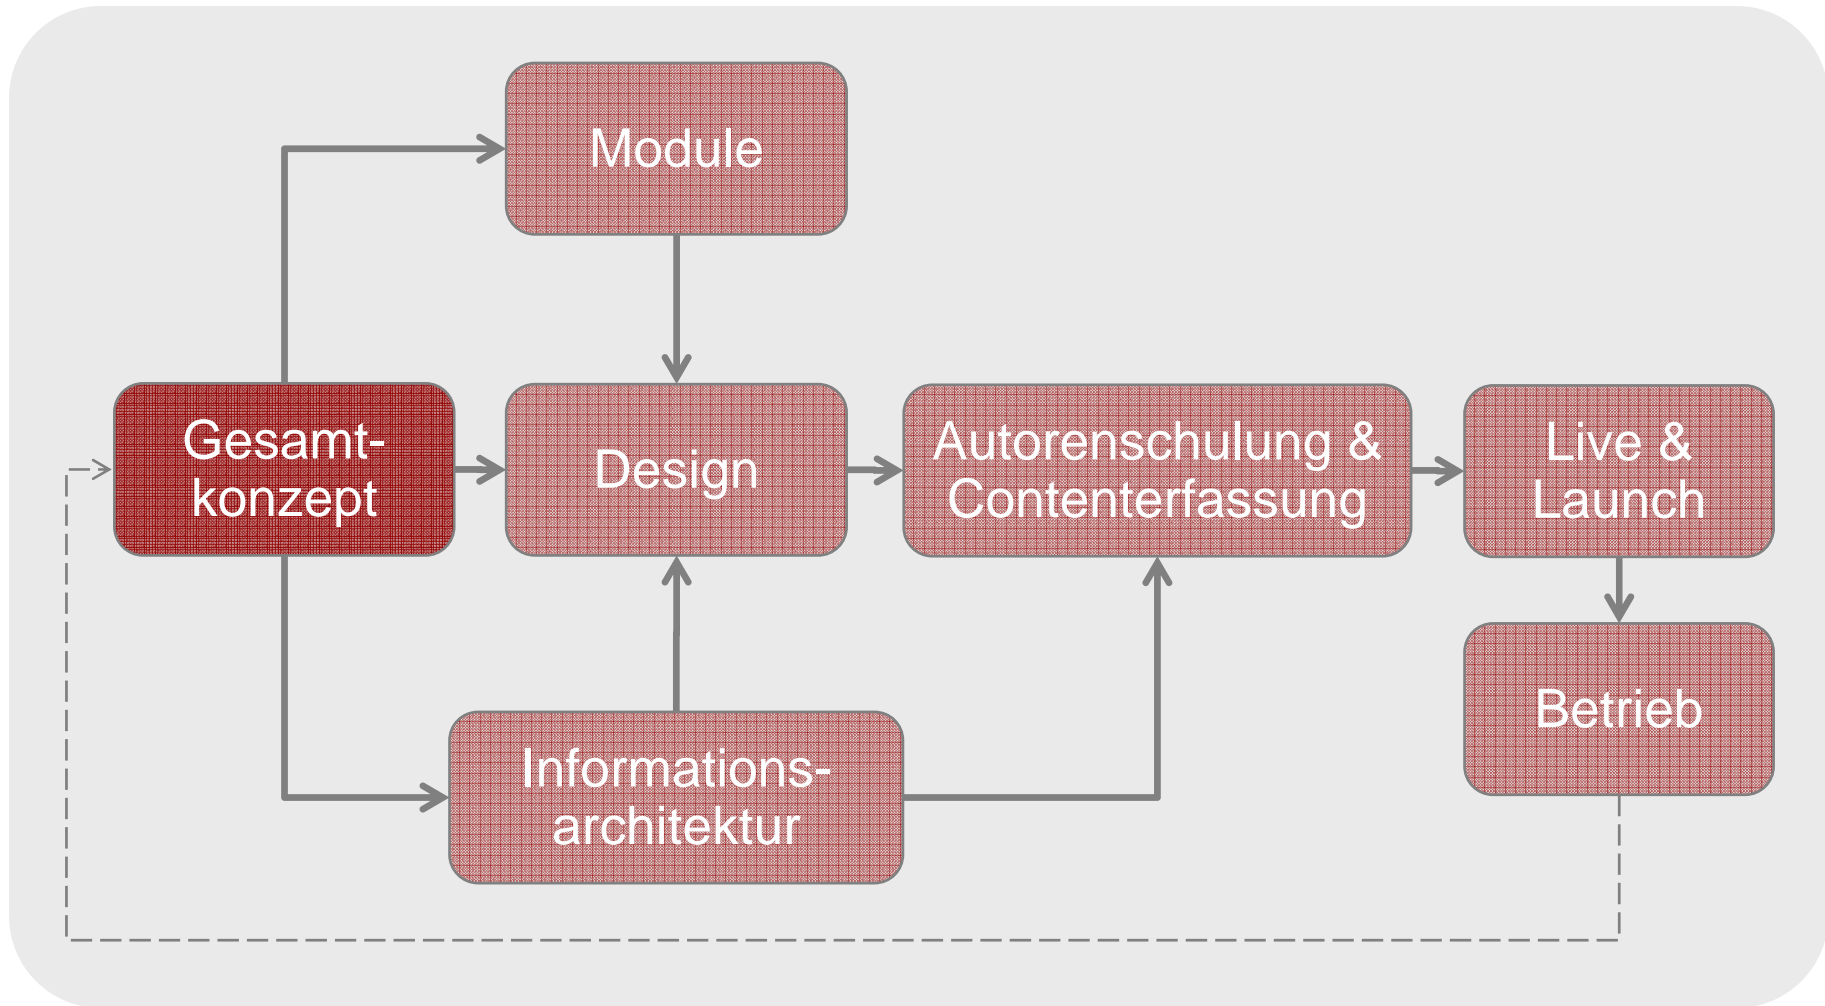 Module
Gesamt-
konzept
Design
Autorenschulung &
Contenterfassung
Live &
Launch
Informations-
architektur
Betrieb